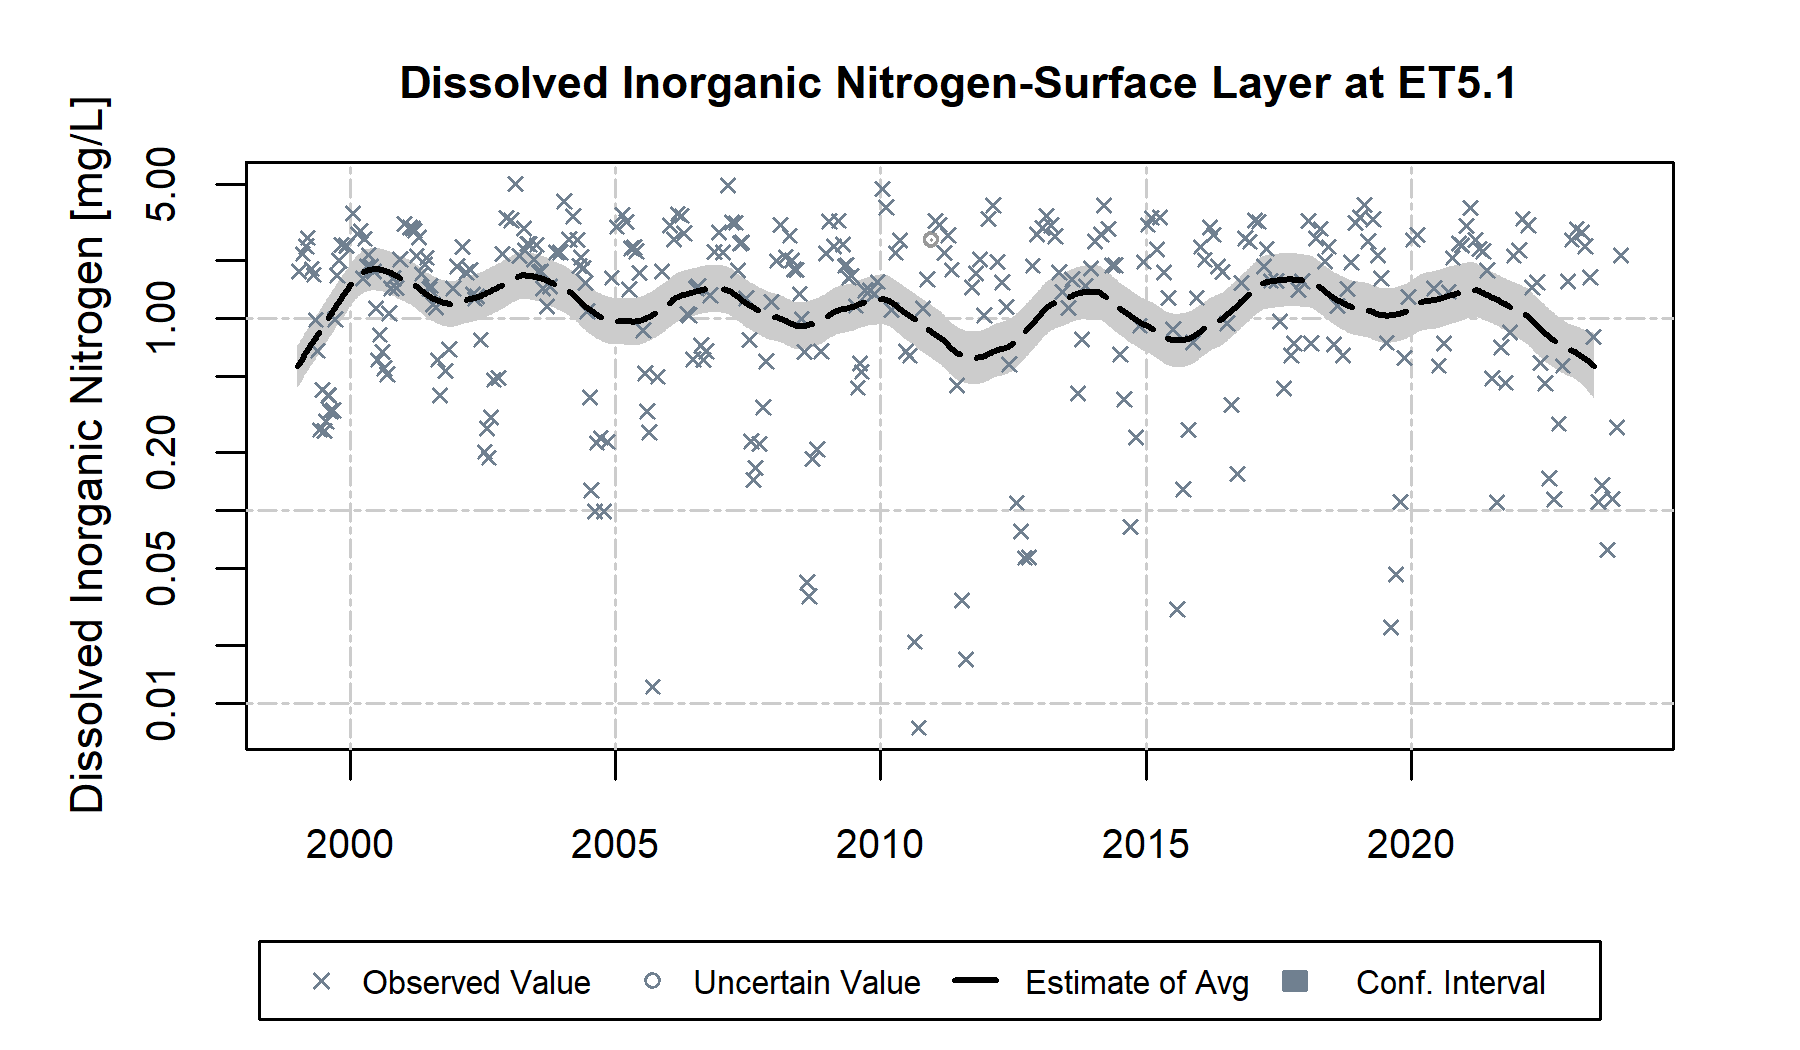 Dissolved Inorganic Nitrogen-Surface Layer at ET5.1
Dissolved Inorganic Nitrogen [mg/L]
5.00
1.00
0.20
0.05
0.01
2000 2005 2010 2015 2020
Observed Value Uncertain Value Estimate of Avg Conf. Interval